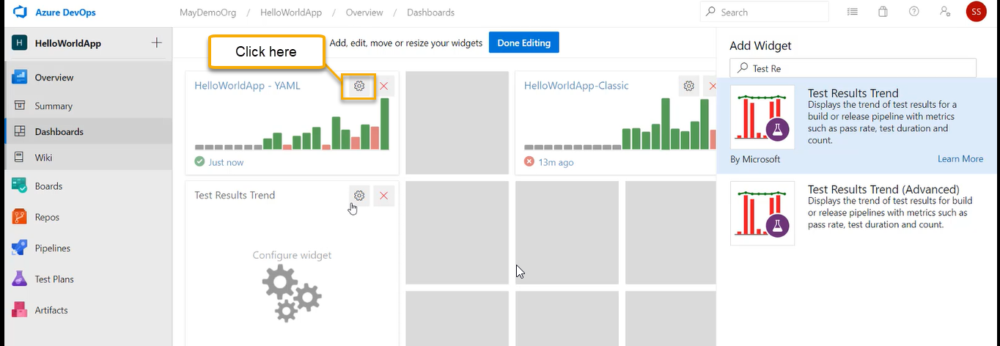 Azure DevOps
MayDemoOrg / HelloWorldApp / Overview / Dashboards
Search
SS
H HelloWorldApp
Overview
Summary
Dashboards
Wiki
Boards
Repos
Pipelines
Test Plans
Artifacts
Click here
Add, edit, move or resize your widgets
Done Editing
HelloWorldApp - YAML
Just now
HelloWorldApp-Classic
13m ago
Test Results Trend
Configure widget
Add Widget
Test Re
Test Results Trend
Displays the trend of test results for a
build or release pipeline with metrics
such as pass rate, test duration and
count.
By Microsoft
Learn More
Test Results Trend (Advanced)
Displays the trend of test results for build
or release pipelines with metrics such as
pass rate, test duration and count.